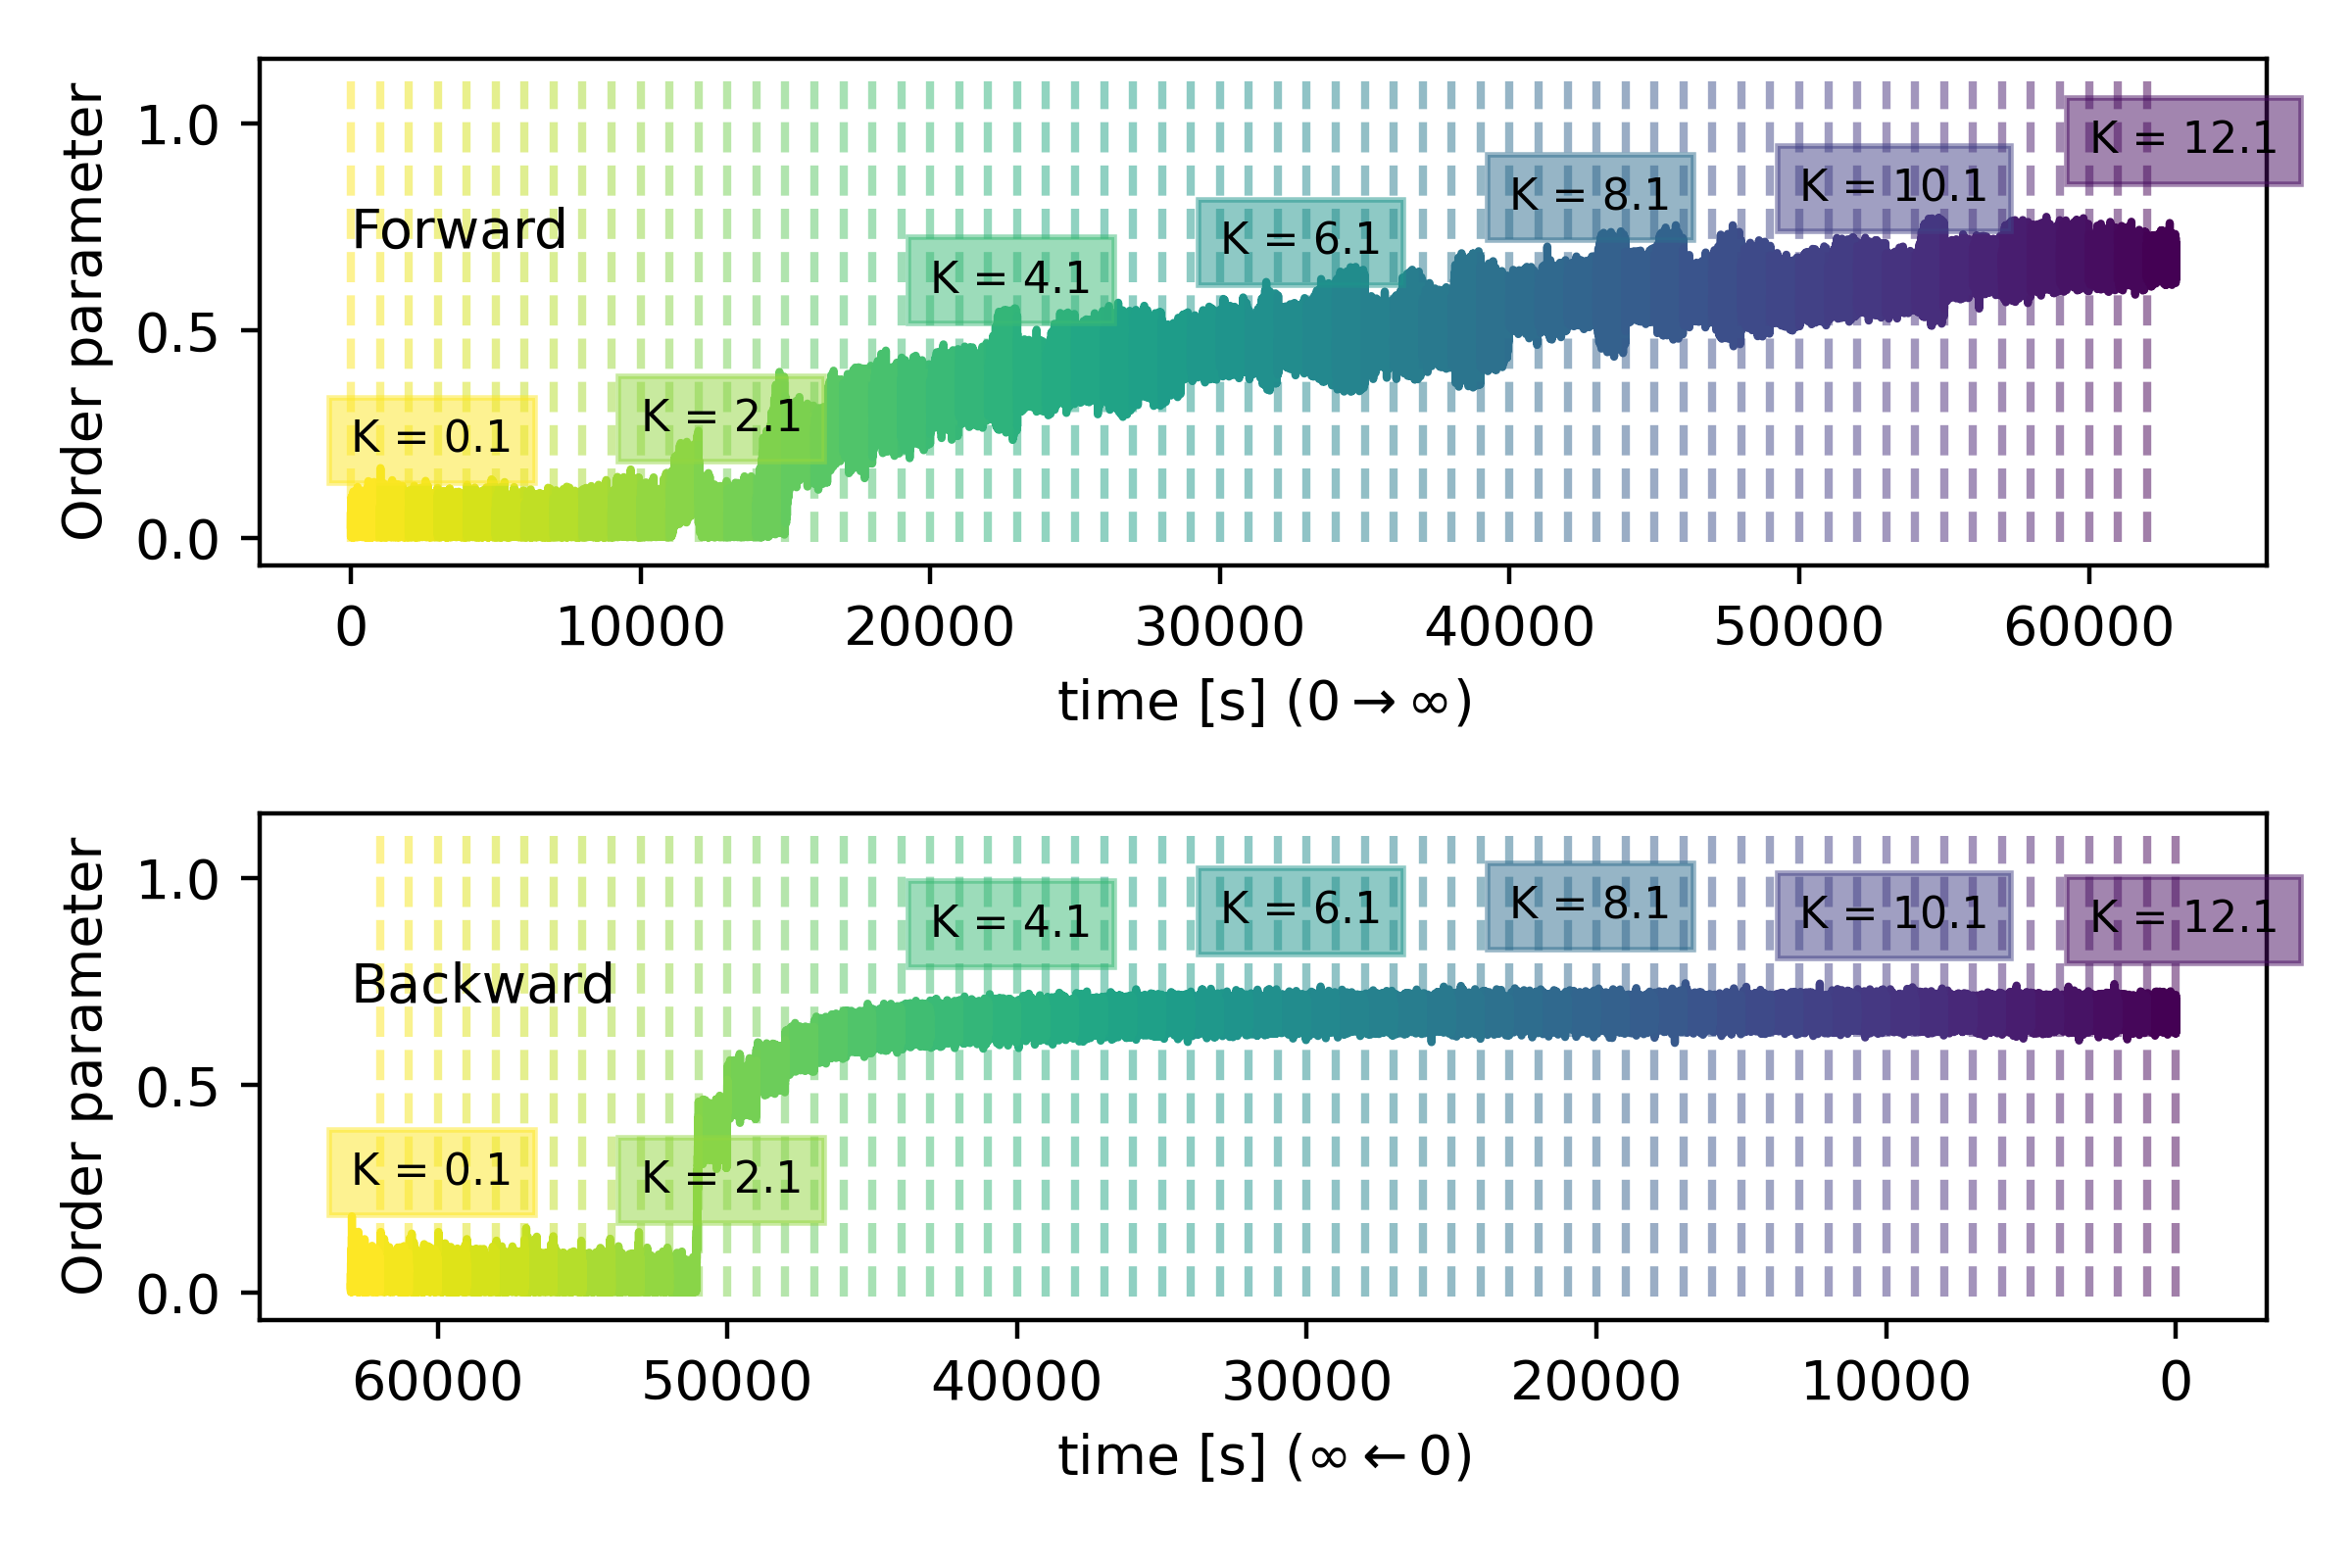 Order parameter
1.0
0.5
0.0
Forward
K = 0.1
K = 2.1
K = 4.1
K = 6.1
K = 8.1
K = 10.1
K = 12.1
0 10000 20000 30000 40000 50000 60000
time [s] (0→∞)
Order parameter
1.0
0.5
0.0
Backward
K = 0.1
K = 2.1
K = 4.1
K = 6.1
K = 8.1
K = 10.1
K = 12.1
60000 50000 40000 30000 20000 10000 0
time [s] (∞←0)